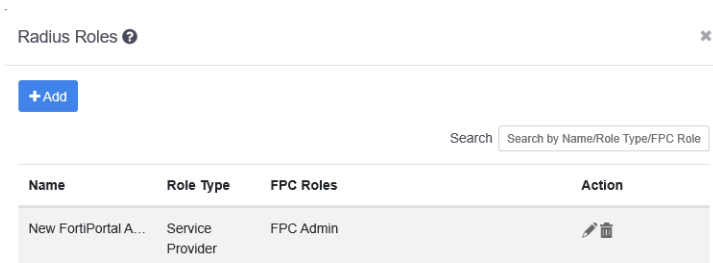 Radius Roles ?
+ Add
Search Search by Name/Role Type/FPC Role
Name Role Type FPC Roles Action
New FortiPortal A... Service FPC Admin
Provider